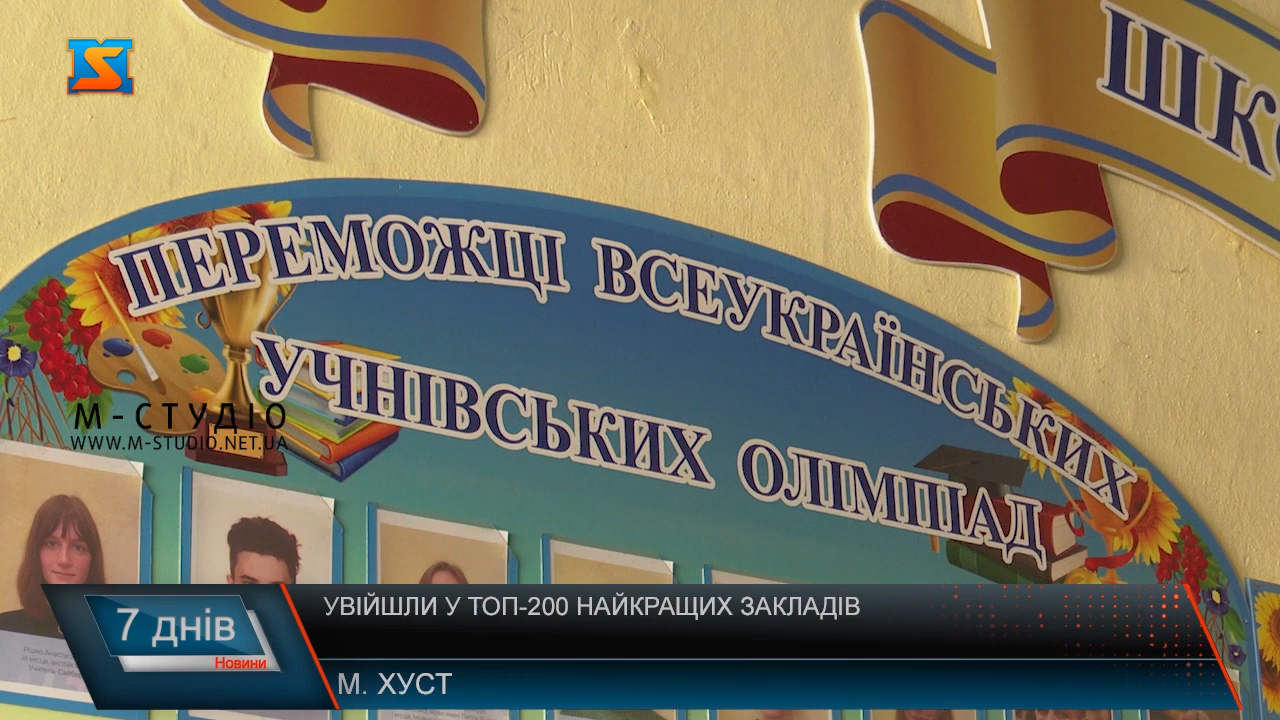 ШК
ПЕРЕМОЖЦІ ВСЕУКРАЇНСЬКИХ
УЧНІВСЬКИХ ОЛІМПІАД
М-СТУДІО
WWW.M-STUDIO.NET.UA
УВІЙШЛИ У ТОП-200 НАЙКРАЩИХ ЗАКЛАДІВ
7 днів
Новини
М. ХУСТ